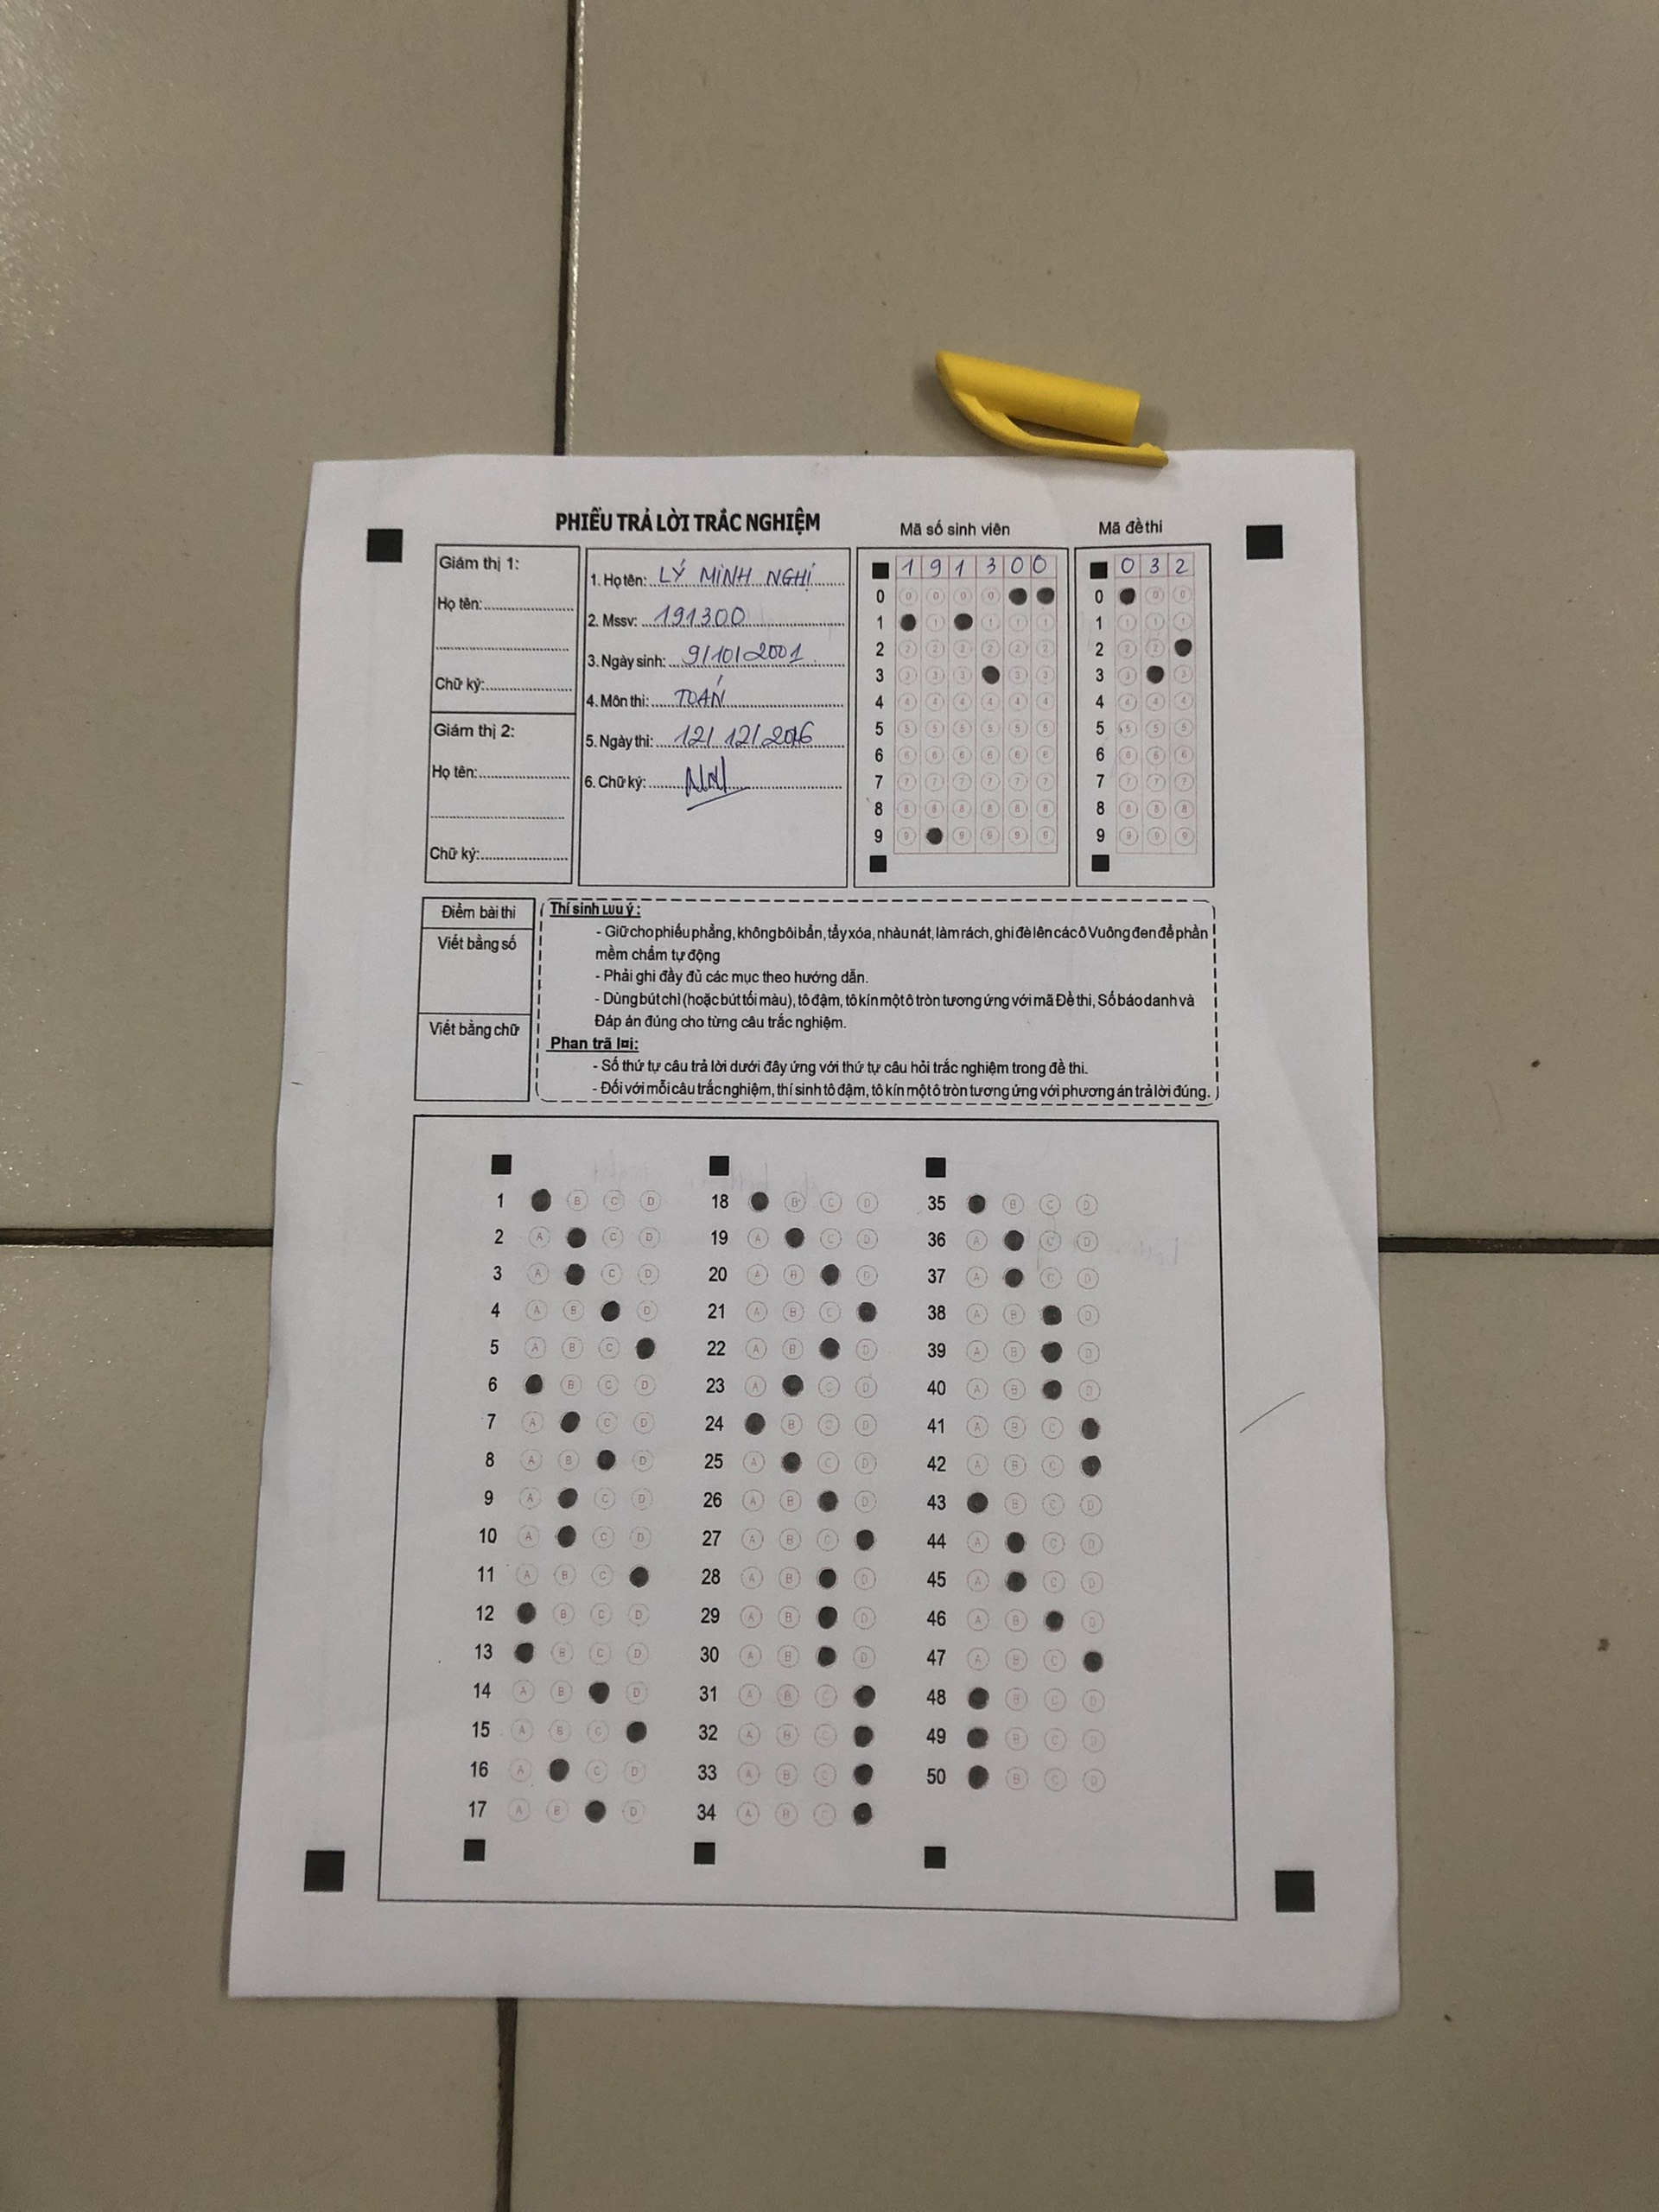 PHIẾU TRẢ LỜI TRẮC NGHIỆM
Mã số sinh viên
Mã đề thi
Giám thị 1:
Họ tên:
Chữ ký:
Giám thị 2:
Họ tên:
Chữ ký:
1. Họ tên: LÝ MINH NGHỊ
2. Mssv: 191300
3. Ngày sinh: 9/10/2001
4. Môn thi: TOÁN
5. Ngày thi: 12/12/2016
6. Chữ ký:
1 9 1 3 0 0
0 0 0 0 0
1 1 1 1 1
2 2 2 2 2 2 2
3 3 3 3 3 3
4 4 4 4 4 4 4
5 5 5 5 5 5 5
6 6 6 6 6 6 6
7 7 7 7 7 7 7
8 8 8 8 8 8 8
9 9 9 9 9 9
0 3 2
0 0 0
1 1 1 1
2 2 2
3 3 3
4 4 4 4
5 5 5 5
6 6 6 6
7 7 7 7
8 8 8 8
9 9 9 9
Điểm bài thi
Viết bằng số
Viết bằng chữ
Thí sinh Lưu ý :
- Giữ cho phiếu phẳng, không bôi bẩn, tẩy xóa, nhàu nát, làm rách, ghi đè lên các ô Vuông đen để phần
mềm chấm tự động
- Phải ghi đầy đủ các mục theo hướng dẫn.
- Dùng bút chì (hoặc bút tối màu), tô đậm, tô kín một ô tròn tương ứng với mã Đề thi, Số báo danh và
Đáp án đúng cho từng câu trắc nghiệm.
Phan trã l¤i:
- Số thứ tự câu trả lời dưới đây ứng với thứ tự câu hỏi trắc nghiệm trong đề thi.
- Đối với mỗi câu trắc nghiệm, thí sinh tô đậm, tô kín một ô tròn tương ứng với phương án trả lời đúng.
1 B C D
2 A C D
3 A C D
4 A B D
5 A B C
6 B C D
7 A C D
8 A B D
9 A C D
10 A C D
11 A B C
12 B C D
13 B C D
14 A B D
15 A B C
16 A C D
17 A B D
18 B C D
19 A C D
20 A B D
21 A B C
22 A B D
23 A C D
24 B C D
25 A C D
26 A B D
27 A B C
28 A B D
29 A B D
30 A B D
31 A B C
32 A B C
33 A B C
34 A B C
35 B C D
36 A C D
37 A C D
38 A B D
39 A B D
40 A B D
41 A B C
42 A B C
43 B C D
44 A C D
45 A C D
46 A B D
47 A B C
48 B C D
49 B C D
50 B C D